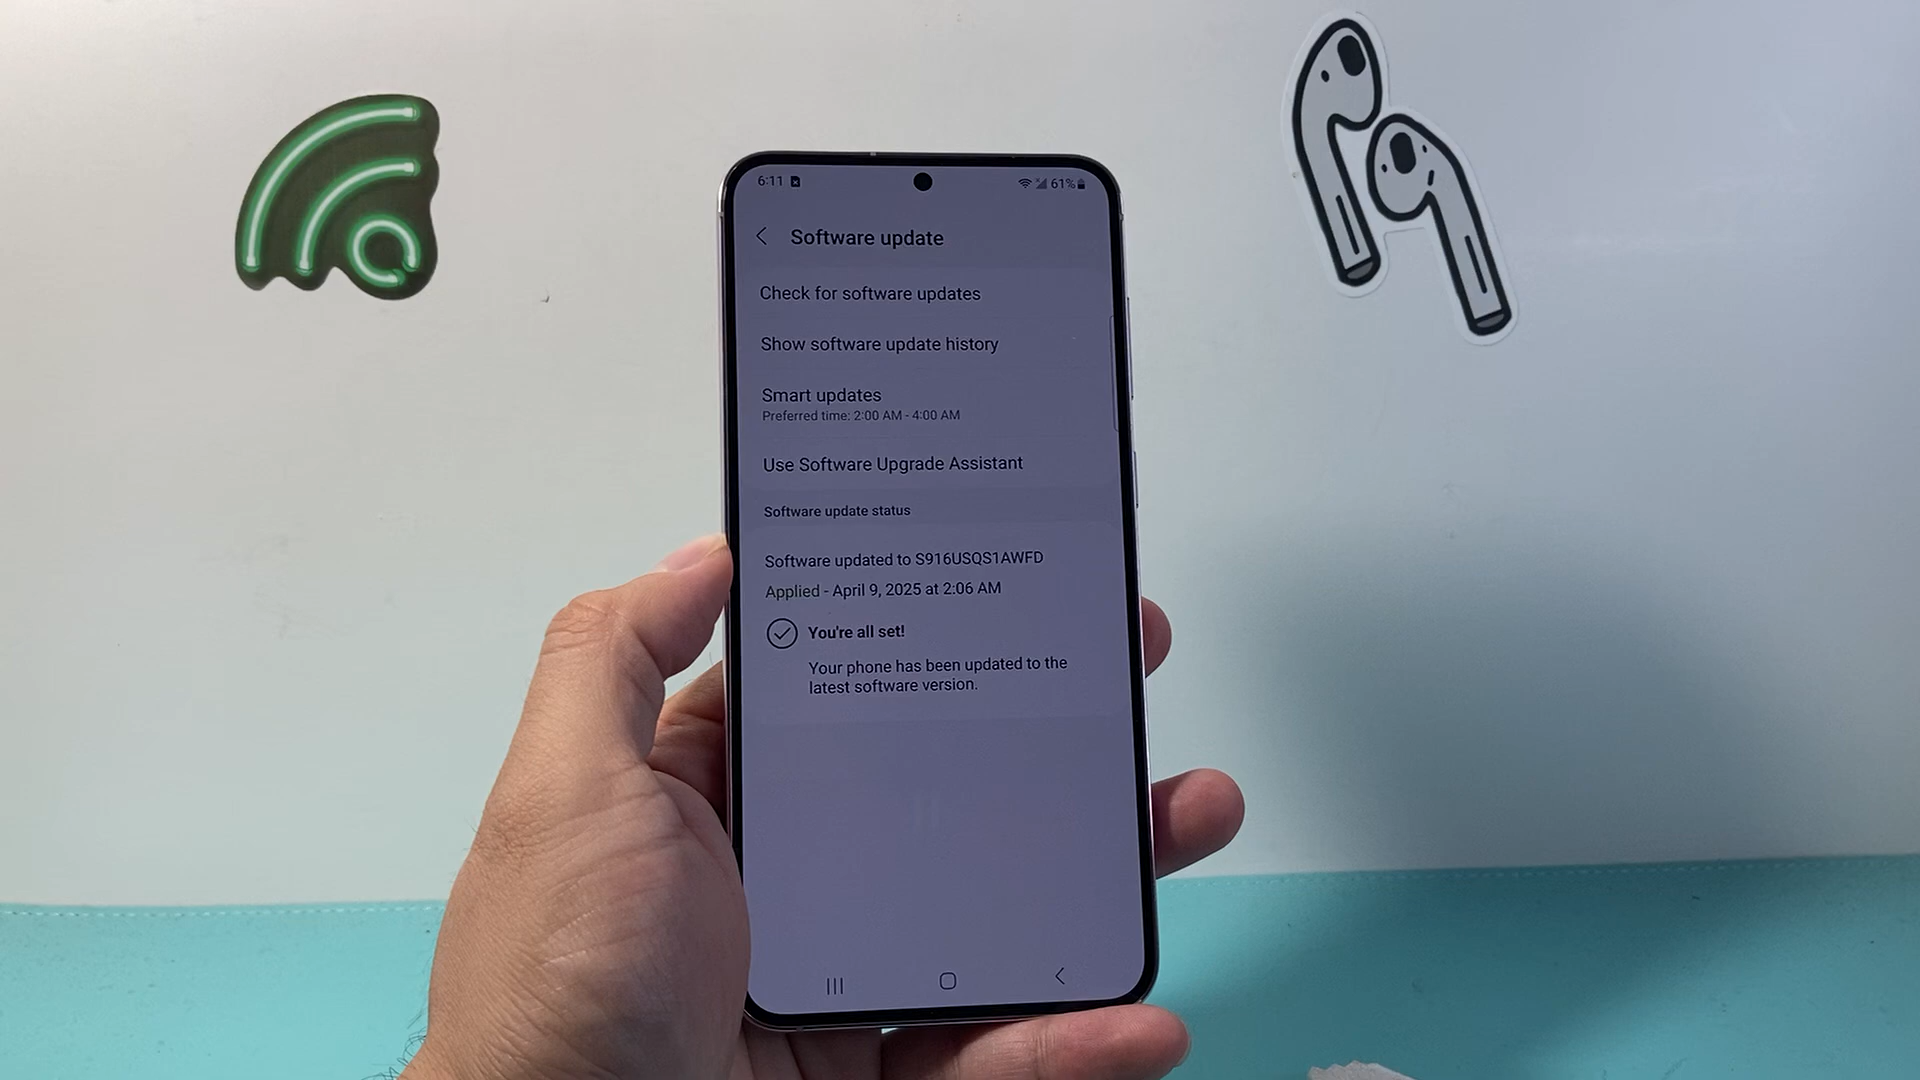 6:11 61%
Software update
Check for software updates
Show software update history
Smart updates
Preferred time: 2:00 AM - 4:00 AM
Use Software Upgrade Assistant
Software update status
Software updated to S916USQS1AWFD
Applied - April 9, 2025 at 2:06 AM
You're all set!
Your phone has been updated to the
latest software version.